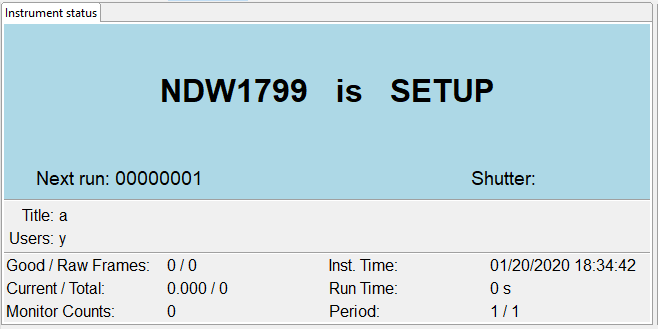 Instrument status
NDW1799 is SETUP
Next run: 00000001 Shutter:
Title: a
Users: y
Good / Raw Frames: 0 / 0 Inst. Time: 01/20/2020 18:34:42
Current / Total: 0.000 / 0 Run Time: 0 s
Monitor Counts: 0 Period: 1 / 1